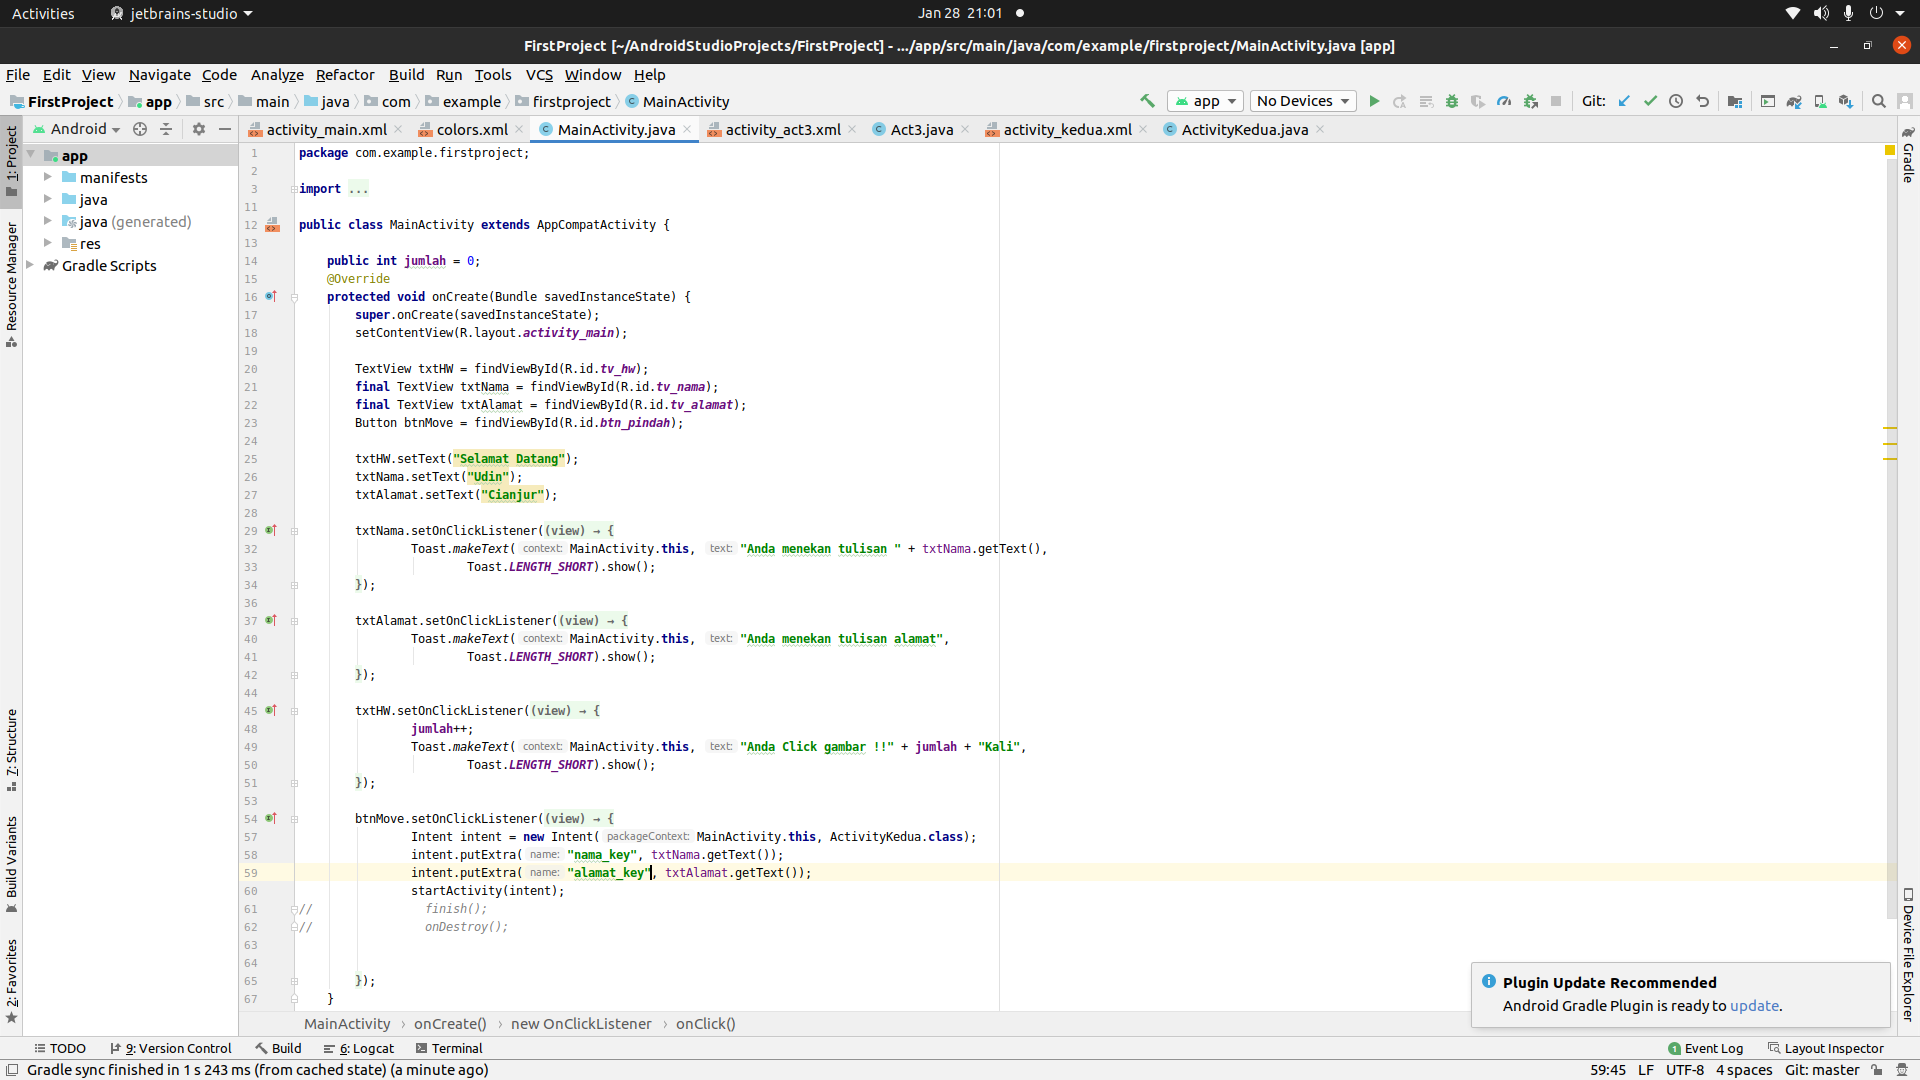 Activities jetbrains-studio Jan 28 21:01
FirstProject [~/AndroidStudioProjects/FirstProject] - .../app/src/main/java/com/example/firstproject/MainActivity.java [app]
File Edit View Navigate Code Analyze Refactor Build Run Tools VCS Window Help
FirstProject app src main java com example firstproject MainActivity app No Devices Git:
Android activity_main.xml colors.xml MainActivity.java activity_act3.xml Act3.java activity_kedua.xml ActivityKedua.java
app
manifests
java
java (generated)
res
Gradle Scripts
1: Project
Resource Manager
7: Structure
Build Variants
2: Favorites
1 package com.example.firstproject;
2
3 import ...
11
12 public class MainActivity extends AppCompatActivity {
13
14 public int jumlah = 0;
15 @Override
16 protected void onCreate(Bundle savedInstanceState) {
17 super.onCreate(savedInstanceState);
18 setContentView(R.layout.activity_main);
19
20 TextView txtHW = findViewById(R.id.tv_hw);
21 final TextView txtNama = findViewById(R.id.tv_nama);
22 final TextView txtAlamat = findViewById(R.id.tv_alamat);
23 Button btnMove = findViewById(R.id.btn_pindah);
24
25 txtHW.setText("Selamat Datang");
26 txtNama.setText("Udin");
27 txtAlamat.setText("Cianjur");
28
29 txtNama.setOnClickListener((view) → {
32 Toast.makeText( context: MainActivity.this, text: "Anda menekan tulisan " + txtNama.getText(),
33 Toast.LENGTH_SHORT).show();
34 });
36
37 txtAlamat.setOnClickListener((view) → {
40 Toast.makeText( context: MainActivity.this, text: "Anda menekan tulisan alamat",
41 Toast.LENGTH_SHORT).show();
42 });
44
45 txtHW.setOnClickListener((view) → {
48 jumlah++;
49 Toast.makeText( context: MainActivity.this, text: "Anda Click gambar !!" + jumlah + "Kali",
50 Toast.LENGTH_SHORT).show();
51 });
53
54 btnMove.setOnClickListener((view) → {
57 Intent intent = new Intent( packageContext: MainActivity.this, ActivityKedua.class);
58 intent.putExtra( name: "nama_key", txtNama.getText());
59 intent.putExtra( name: "alamat_key", txtAlamat.getText());
60 startActivity(intent);
61 // finish();
62 // onDestroy();
63
64
65 });
67 }
Gradle
Device File Explorer
Plugin Update Recommended
Android Gradle Plugin is ready to update.
MainActivity › onCreate() › new OnClickListener › onClick()
TODO 9: Version Control Build 6: Logcat Terminal 1 Event Log Layout Inspector
Gradle sync finished in 1 s 243 ms (from cached state) (a minute ago) 59:45 LF UTF-8 4 spaces Git: master